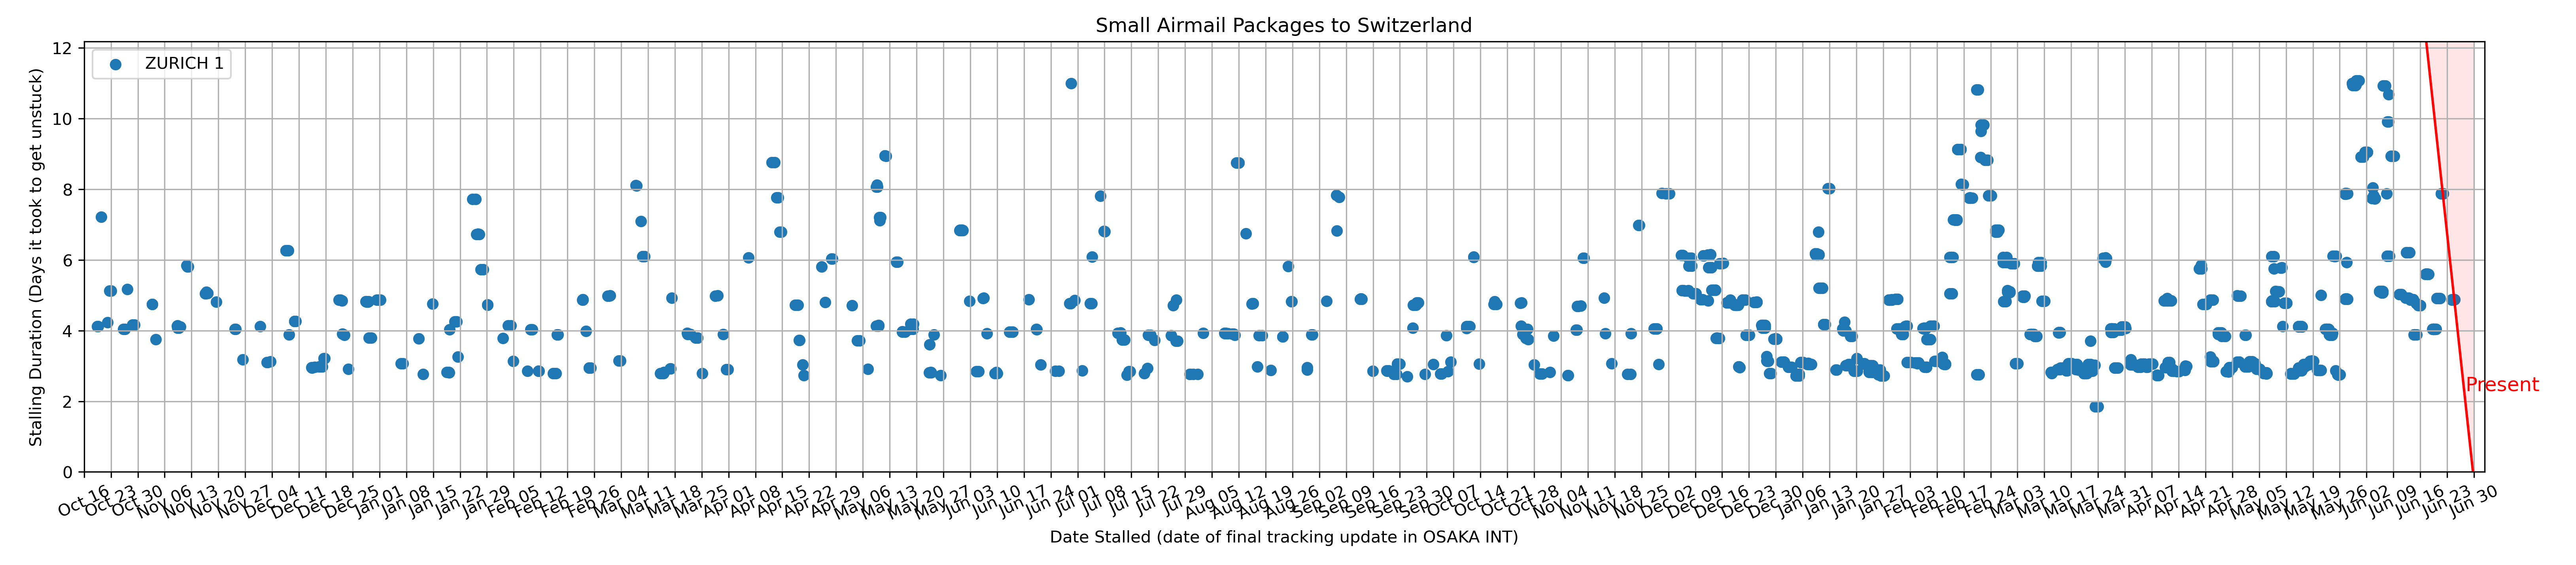 Small Airmail Packages to Switzerland
ZURICH 1
12
10
8
6
4
2
0
Stalling Duration (Days it took to get unstuck)
Present
Oct 16
Oct 23
Oct 30
Nov 06
Nov 13
Nov 20
Nov 27
Dec 04
Dec 11
Dec 18
Dec 25
Jan 01
Jan 08
Jan 15
Jan 22
Jan 29
Feb 05
Feb 12
Feb 19
Feb 26
Mar 04
Mar 11
Mar 18
Mar 25
Apr 01
Apr 08
Apr 15
Apr 22
Apr 29
May 06
May 13
May 20
May 27
Jun 03
Jun 10
Jun 17
Jun 24
Jul 01
Jul 08
Jul 15
Jul 22
Jul 29
Aug 05
Aug 12
Aug 19
Aug 26
Sep 02
Sep 09
Sep 16
Sep 23
Sep 30
Oct 07
Oct 14
Oct 21
Oct 28
Nov 04
Nov 11
Nov 18
Nov 25
Dec 02
Dec 09
Dec 16
Dec 23
Dec 30
Jan 06
Jan 13
Jan 20
Jan 27
Feb 03
Feb 10
Feb 17
Feb 24
Mar 03
Mar 10
Mar 17
Mar 24
Mar 31
Apr 07
Apr 14
Apr 21
Apr 28
May 05
May 12
May 19
May 26
Jun 02
Jun 09
Jun 16
Jun 23
Jun 30
Date Stalled (date of final tracking update in OSAKA INT)